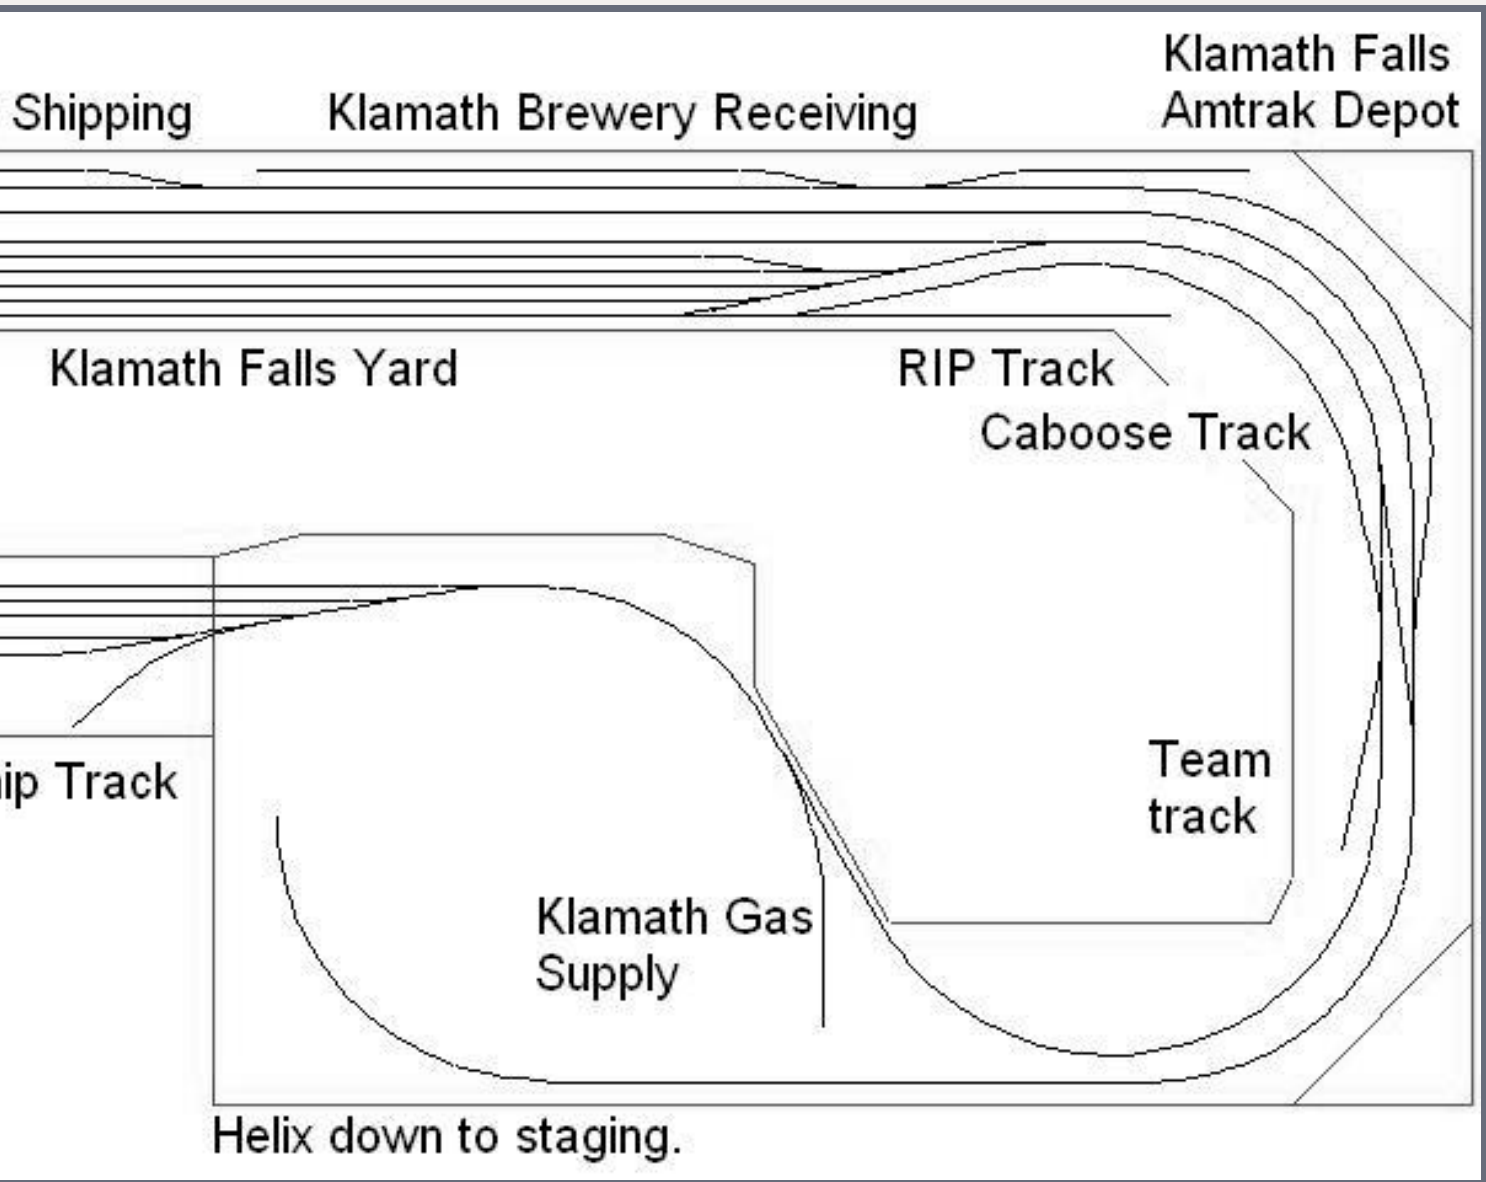 Klamath Falls
Amtrak Depot
Shipping
Klamath Brewery Receiving
Klamath Falls Yard
RIP Track
Caboose Track
Team
track
Track
Klamath Gas
Supply
Helix down to staging.